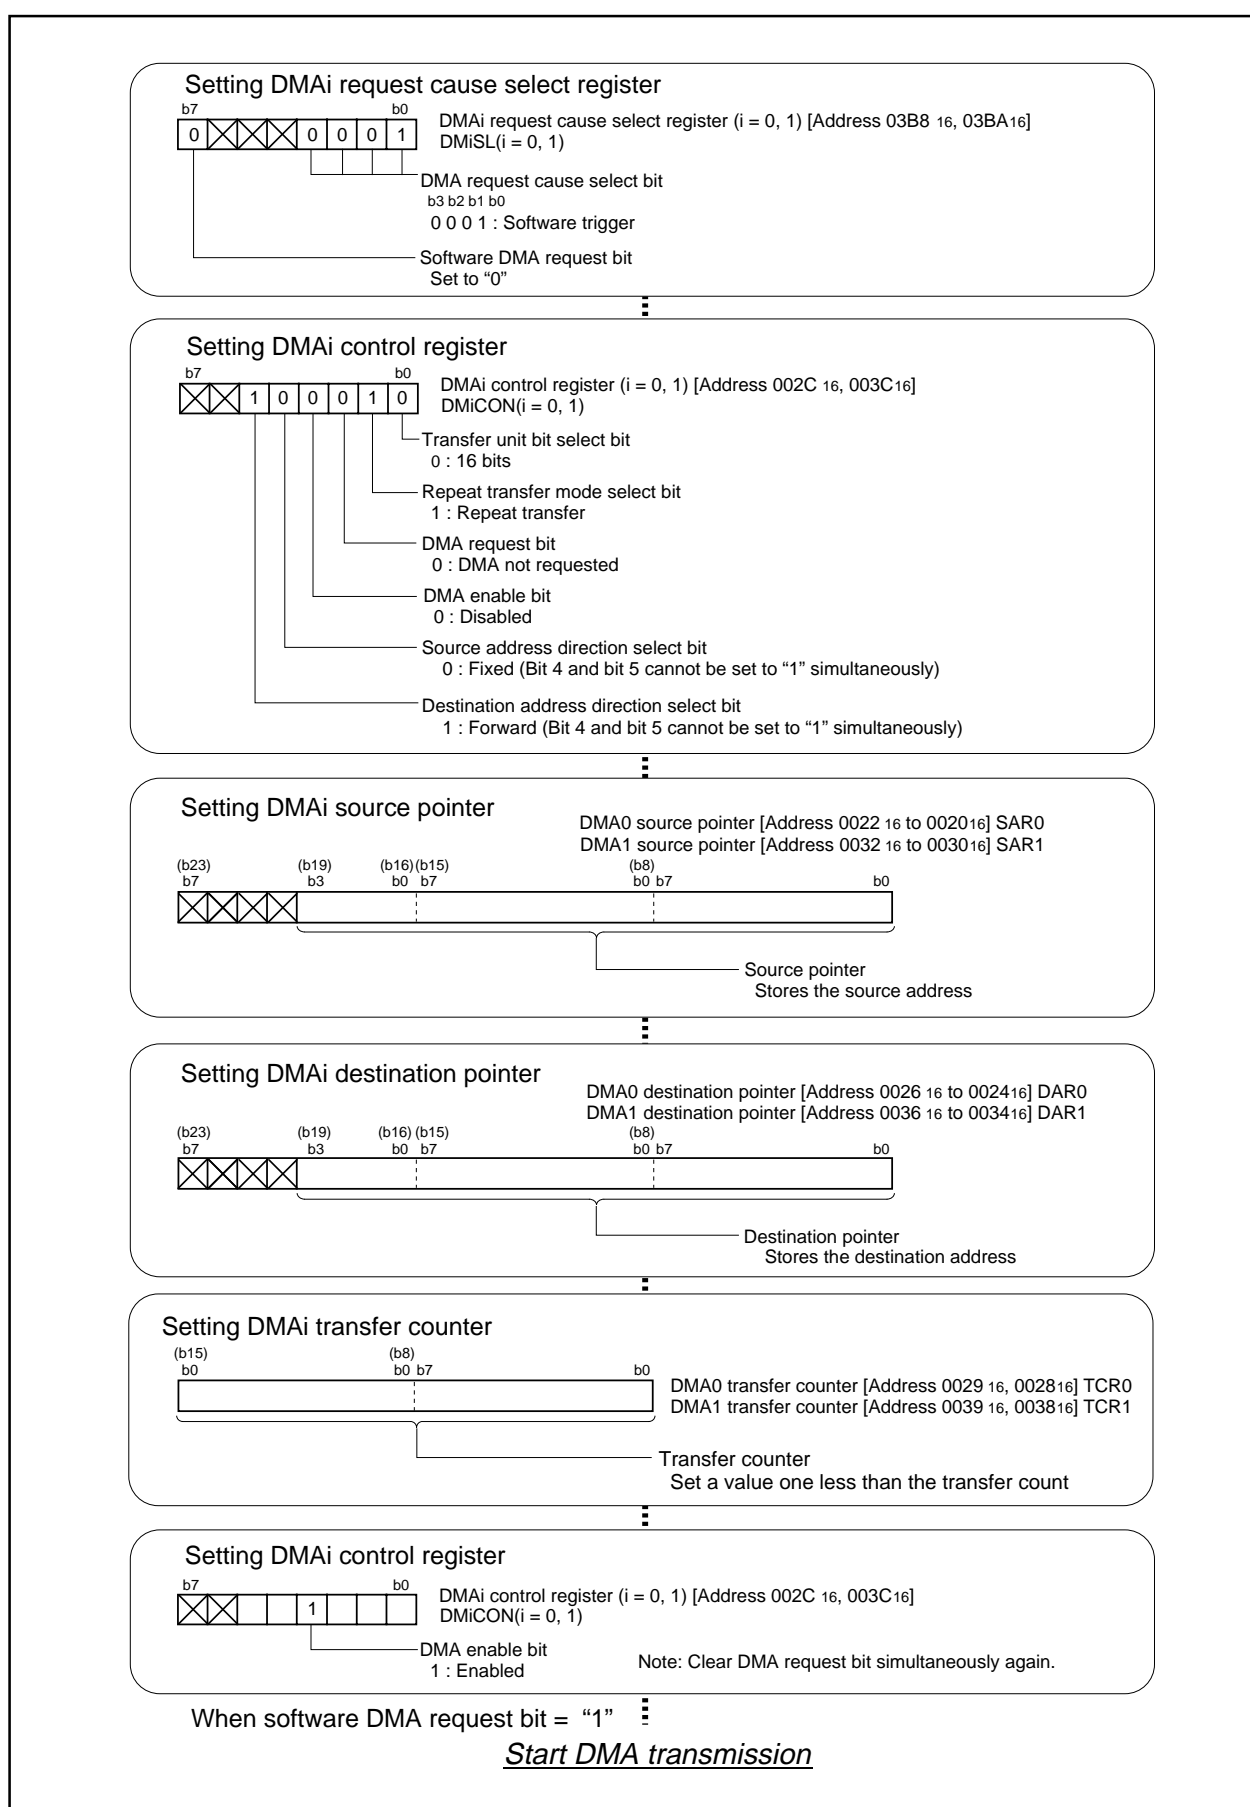 Setting DMAi request cause select register
b7 b0
0 0 0 0 1
DMAi request cause select register (i = 0, 1) [Address 03B8 16, 03BA16]
DMiSL(i = 0, 1)
DMA request cause select bit
b3 b2 b1 b0
0 0 0 1 : Software trigger
Software DMA request bit
Set to “0”
Setting DMAi control register
b7 b0
1 0 0 0 1 0
DMAi control register (i = 0, 1) [Address 002C 16, 003C16]
DMiCON(i = 0, 1)
Transfer unit bit select bit
0 : 16 bits
Repeat transfer mode select bit
1 : Repeat transfer
DMA request bit
0 : DMA not requested
DMA enable bit
0 : Disabled
Source address direction select bit
0 : Fixed (Bit 4 and bit 5 cannot be set to “1” simultaneously)
Destination address direction select bit
1 : Forward (Bit 4 and bit 5 cannot be set to “1” simultaneously)
Setting DMAi source pointer
DMA0 source pointer [Address 0022 16 to 002016] SAR0
DMA1 source pointer [Address 0032 16 to 003016] SAR1
(b23) (b19) (b16) (b15) (b8)
b7 b3 b0 b7 b0 b7 b0
Source pointer
Stores the source address
Setting DMAi destination pointer
DMA0 destination pointer [Address 0026 16 to 002416] DAR0
DMA1 destination pointer [Address 0036 16 to 003416] DAR1
(b23) (b19) (b16) (b15) (b8)
b7 b3 b0 b7 b0 b7 b0
Destination pointer
Stores the destination address
Setting DMAi transfer counter
(b15) (b8)
b0 b0 b7 b0
DMA0 transfer counter [Address 0029 16, 002816] TCR0
DMA1 transfer counter [Address 0039 16, 003816] TCR1
Transfer counter
Set a value one less than the transfer count
Setting DMAi control register
b7 b0
1
DMAi control register (i = 0, 1) [Address 002C 16, 003C16]
DMiCON(i = 0, 1)
DMA enable bit
1 : Enabled
Note: Clear DMA request bit simultaneously again.
When software DMA request bit = “1”
Start DMA transmission